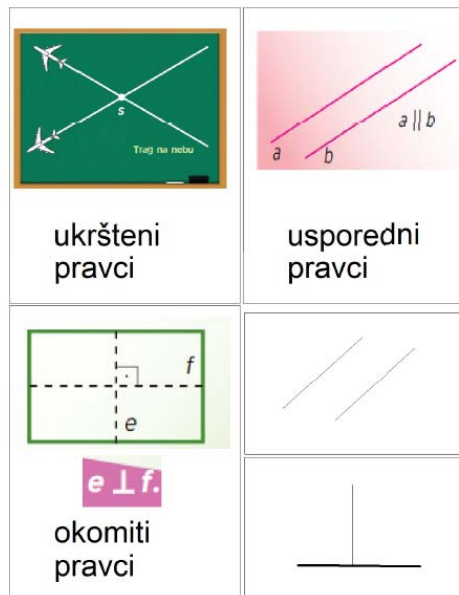 s
Trag na nebu
ukršteni
pravci
a
b
a || b
usporedni
pravci
f
e
e ⊥ f.
okomiti
pravci